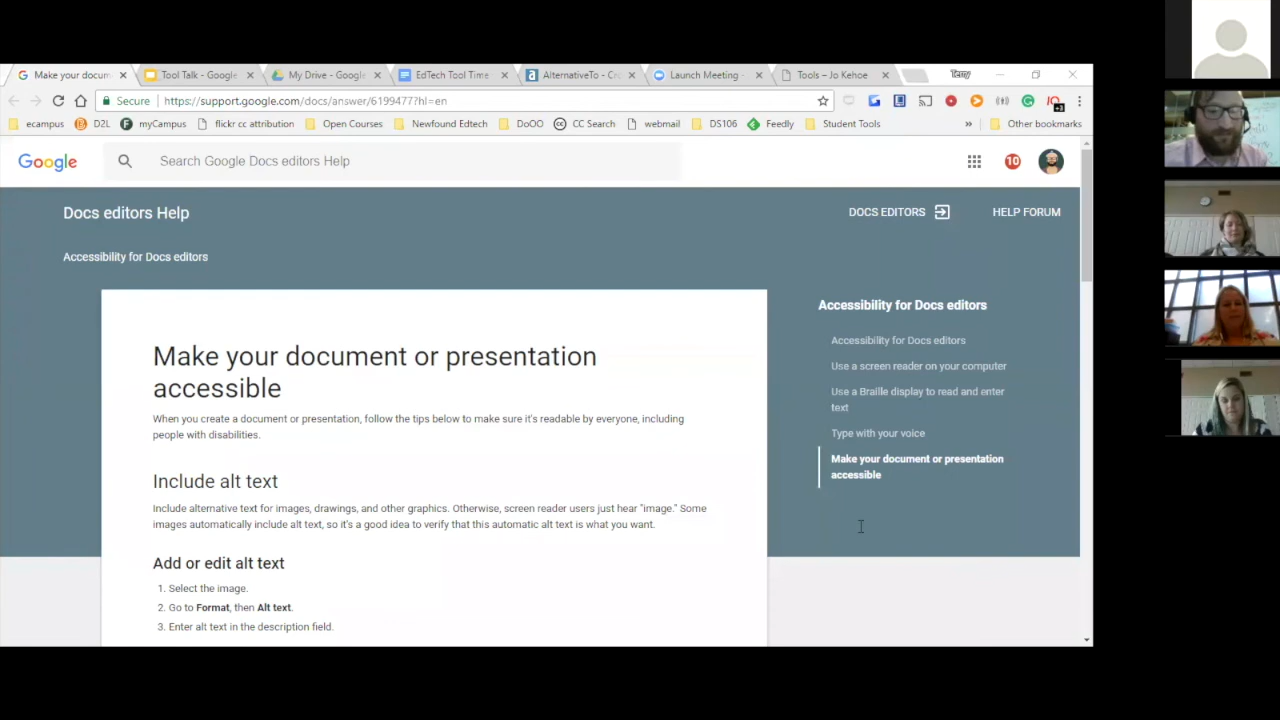 Make your docum
Tool Talk - Google
My Drive - Google
EdTech Tool Time
AlternativeTo - Cro
Launch Meeting -
Tools – Jo Kehoe
Terry
Secure
https://support.google.com/docs/answer/6199477?hl=en
ecampus
D2L
myCampus
flickr cc attribution
Open Courses
Newfound Edtech
DoOO
CC Search
webmail
DS106
Feedly
Student Tools
»
Other bookmarks
Google
Search Google Docs editors Help
10
Docs editors Help
DOCS EDITORS
HELP FORUM
Accessibility for Docs editors
Make your document or presentation
accessible
When you create a document or presentation, follow the tips below to make sure it's readable by everyone, including
people with disabilities.
Include alt text
Include alternative text for images, drawings, and other graphics. Otherwise, screen reader users just hear "image." Some
images automatically include alt text, so it's a good idea to verify that this automatic alt text is what you want.
Add or edit alt text
1. Select the image.
2. Go to Format, then Alt text.
3. Enter alt text in the description field.
Accessibility for Docs editors
Accessibility for Docs editors
Use a screen reader on your computer
Use a Braille display to read and enter
text
Type with your voice
Make your document or presentation
accessible